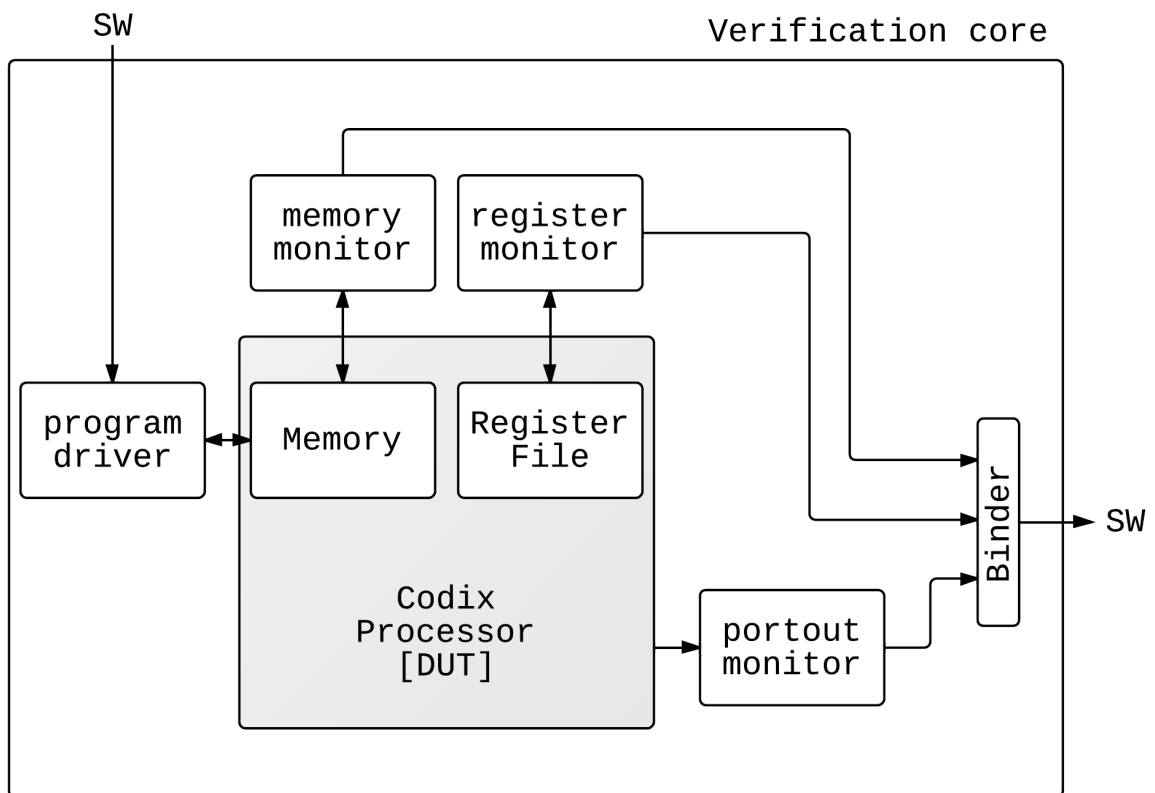 SW
Verification core
memory
monitor
register
monitor
program
driver
Memory
Register
File
Binder
SW
Codix
Processor
[DUT]
portout
monitor